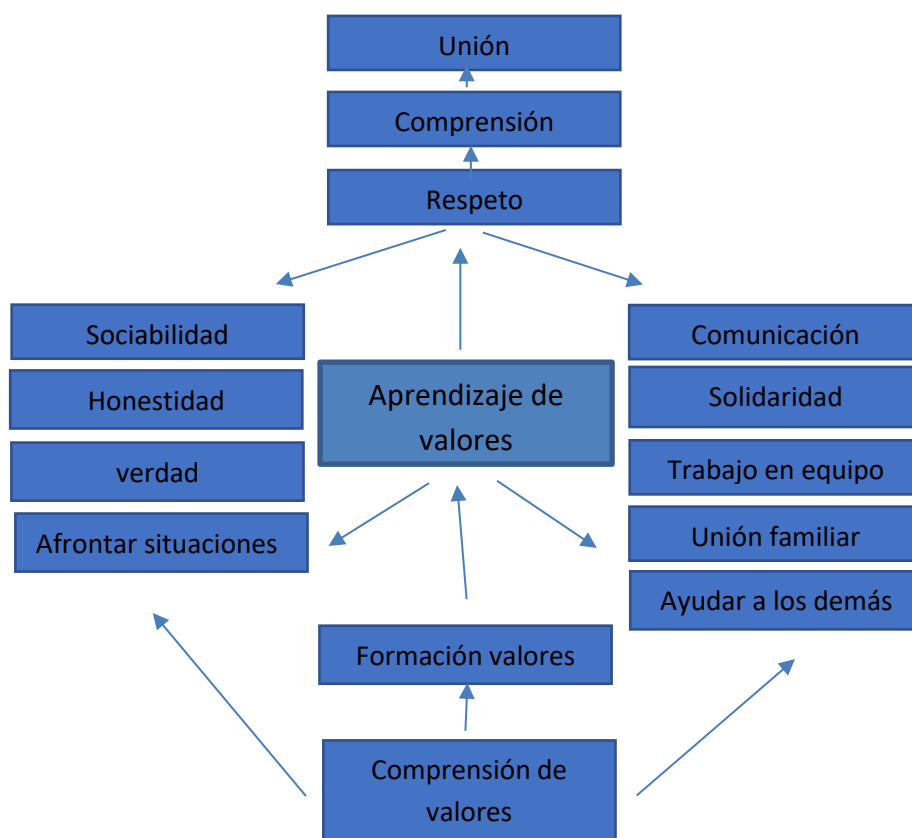 Unión
Comprensión
Respeto
Sociabilidad
Honestidad
verdad
Afrontar situaciones
Aprendizaje de
valores
Comunicación
Solidaridad
Trabajo en equipo
Unión familiar
Ayudar a los demás
Formación valores
Comprensión de
valores